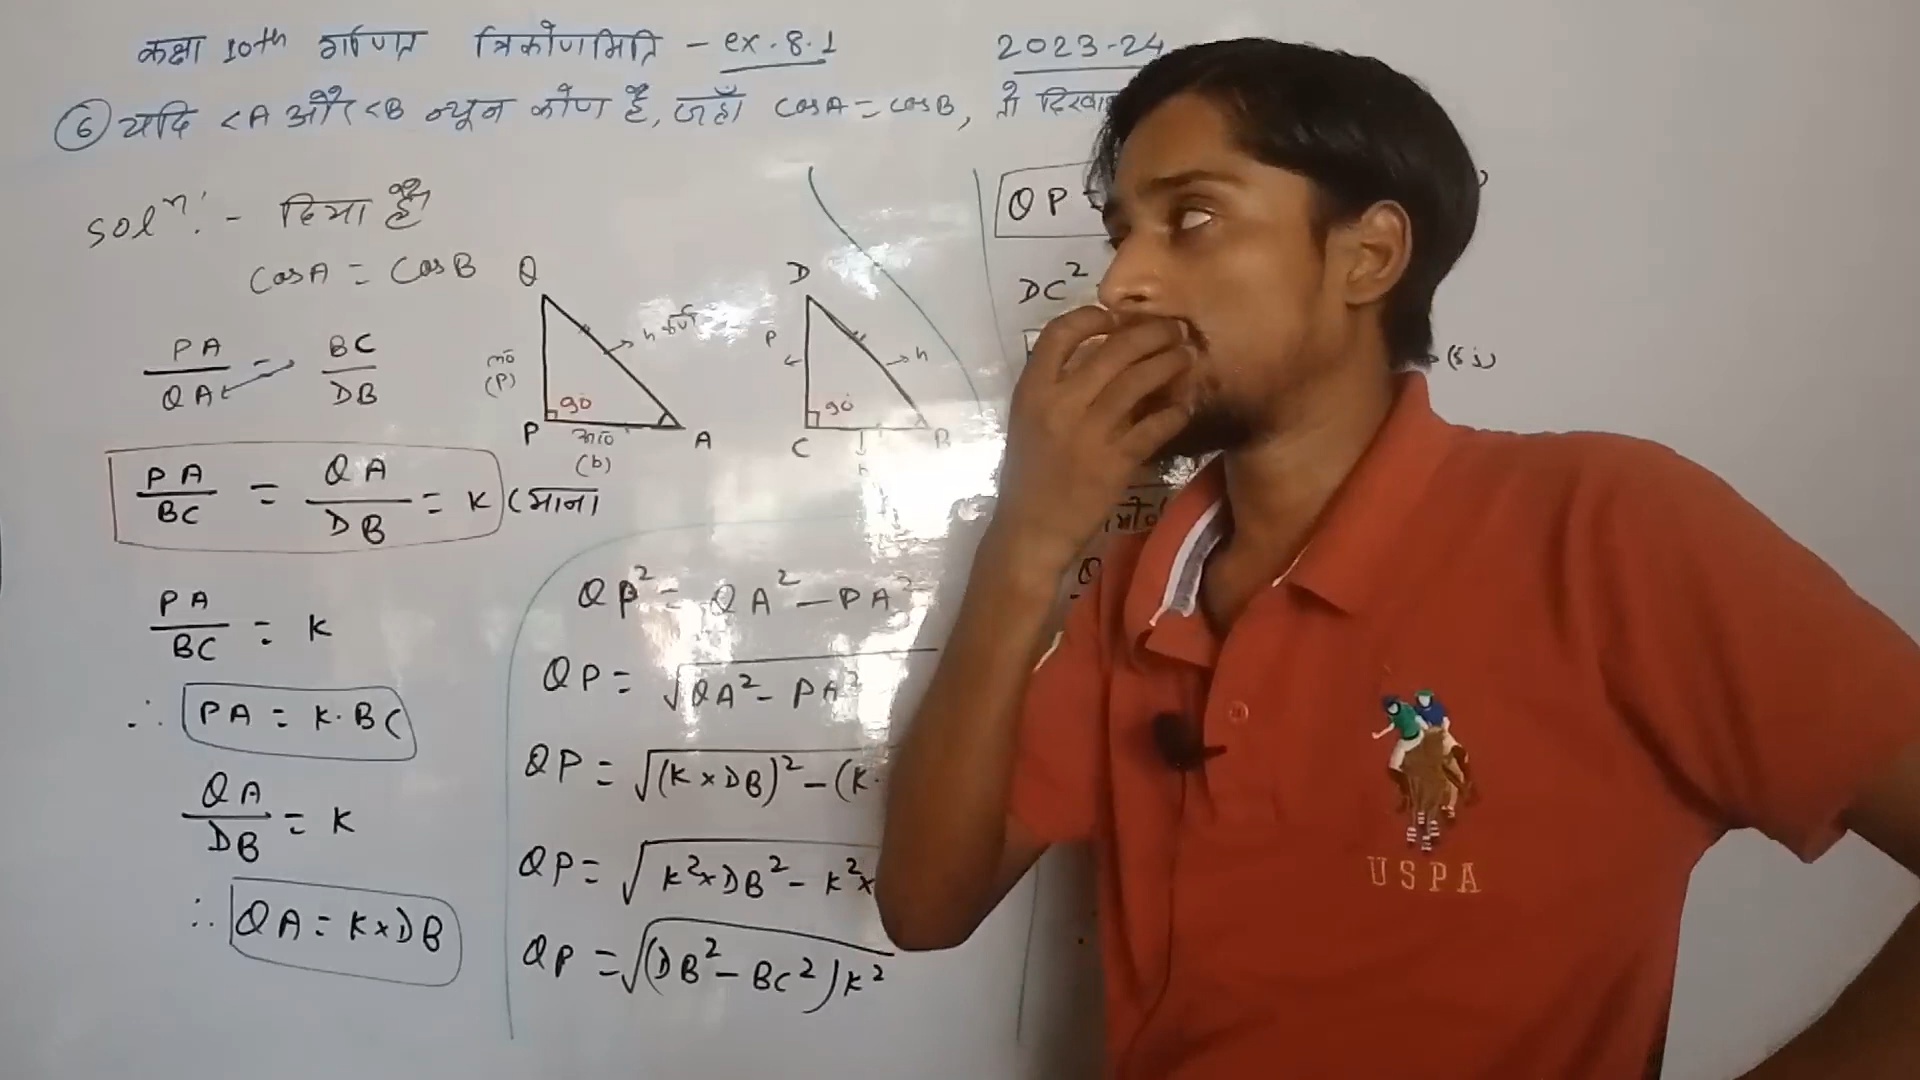 कक्षा 10th गणित त्रिकोणमिति - ex. 8.1
2023-24
⑥ यदि <A और <B न्यून कोण है, जहाँ cosA = cosB, तो
solⁿ: - दिया है
cosA = cosB
PA/QA = BC/DB
PA/BC = QA/DB = K (माना
PA/BC = K
∴ PA = K. BC
QA/DB = K
∴ QA = K×DB
Q
h कर्ण
(P)
90°
P
A
(b)
D
P
h
90°
C
B
QP² = QA² - PA²
QP = √QA² - PA²
QP = √(K × DB)² - (K.
QP = √K²×DB² - K²×
QP = √(DB² - BC²)K²
QP =
DC²
USPA